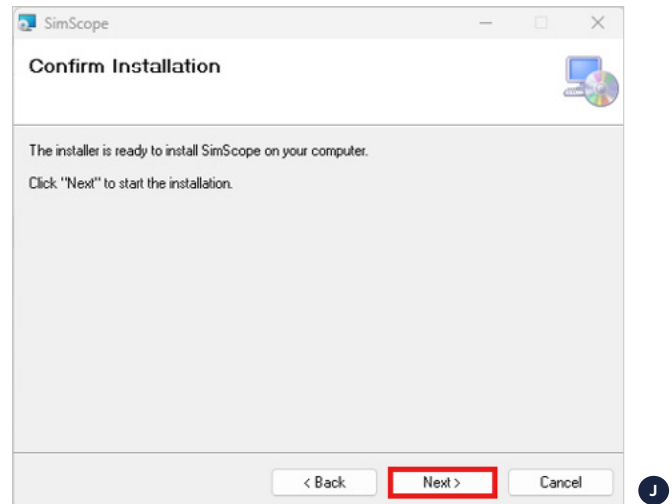 SimScope
Confirm Installation
The installer is ready to install SimScope on your computer.
Click "Next" to start the installation.
< Back Next > Cancel
J